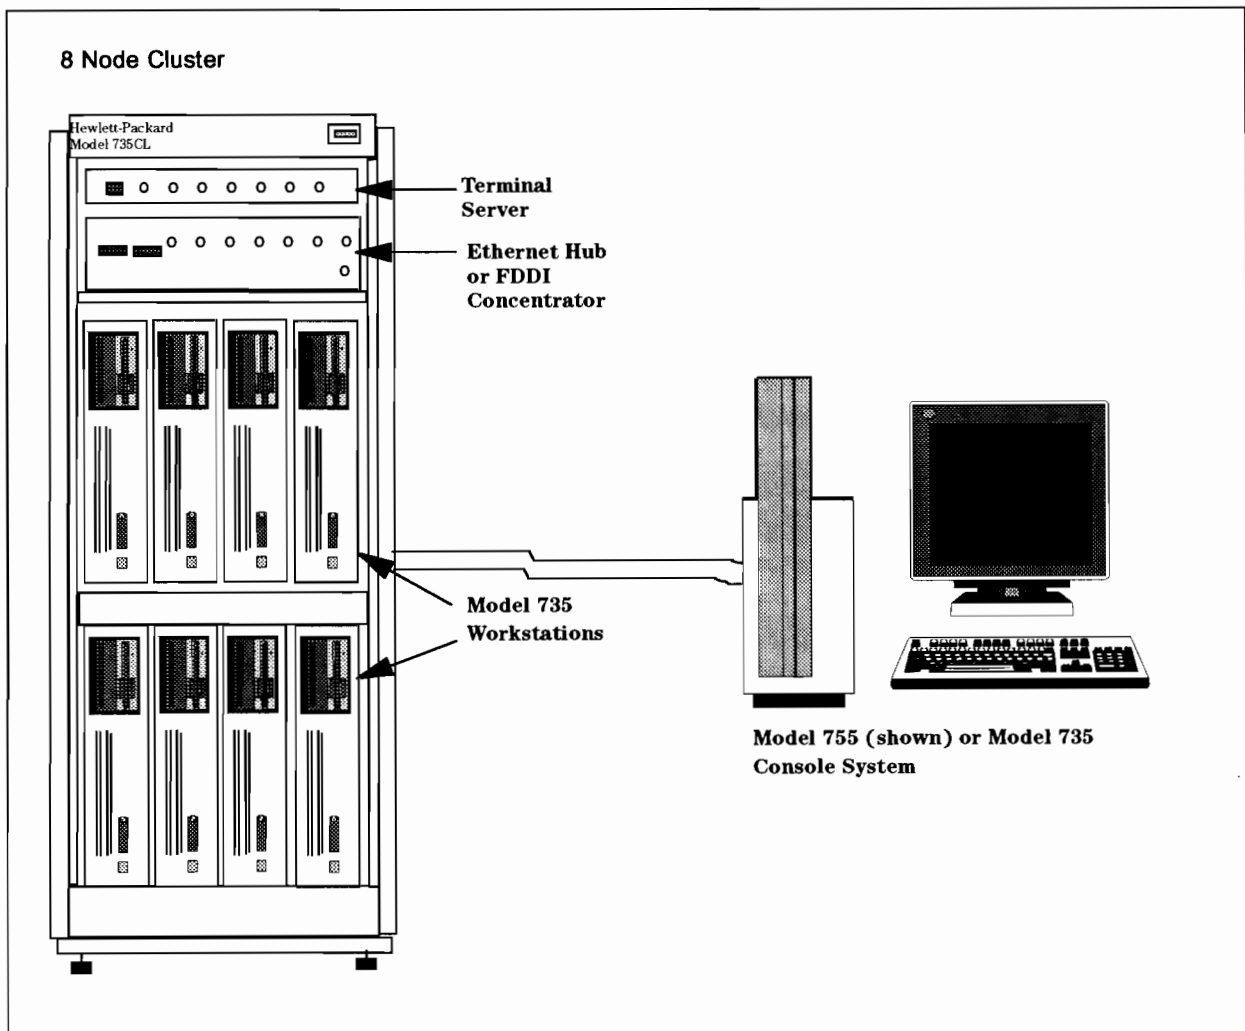 8 Node Cluster
Hewlett-Packard
Model 735CL
Terminal
Server
Ethernet Hub
or FDDI
Concentrator
Model 735
Workstations
Model 755 (shown) or Model 735
Console System